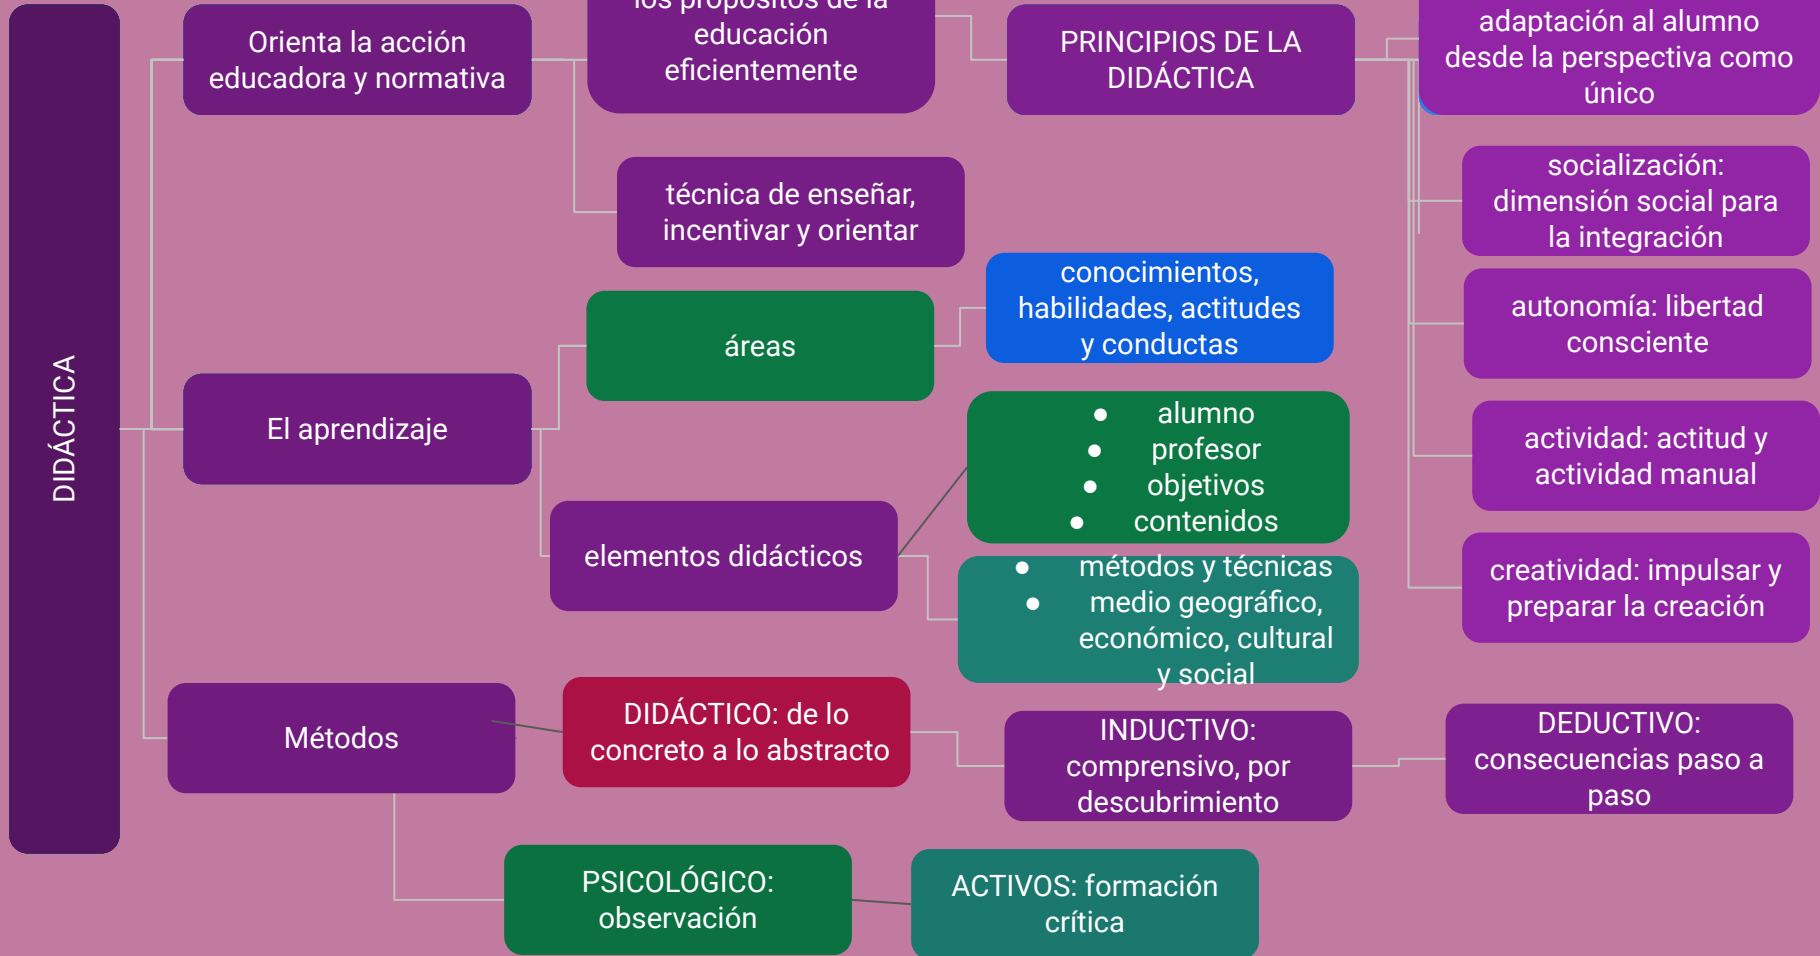 DIDÁCTICA
Orienta la acción
educadora y normativa
los propósitos de la
educación
eficientemente
PRINCIPIOS DE LA
DIDÁCTICA
adaptación al alumno
desde la perspectiva como
único
técnica de enseñar,
incentivar y orientar
socialización:
dimensión social para
la integración
autonomía: libertad
consciente
actividad: actitud y
actividad manual
creatividad: impulsar y
preparar la creación
El aprendizaje
áreas
conocimientos,
habilidades, actitudes
y conductas
elementos didácticos
● alumno
● profesor
● objetivos
● contenidos
● métodos y técnicas
● medio geográfico,
económico, cultural
y social
Métodos
DIDÁCTICO: de lo
concreto a lo abstracto
INDUCTIVO:
comprensivo, por
descubrimiento
DEDUCTIVO:
consecuencias paso a
paso
PSICOLÓGICO:
observación
ACTIVOS: formación
crítica